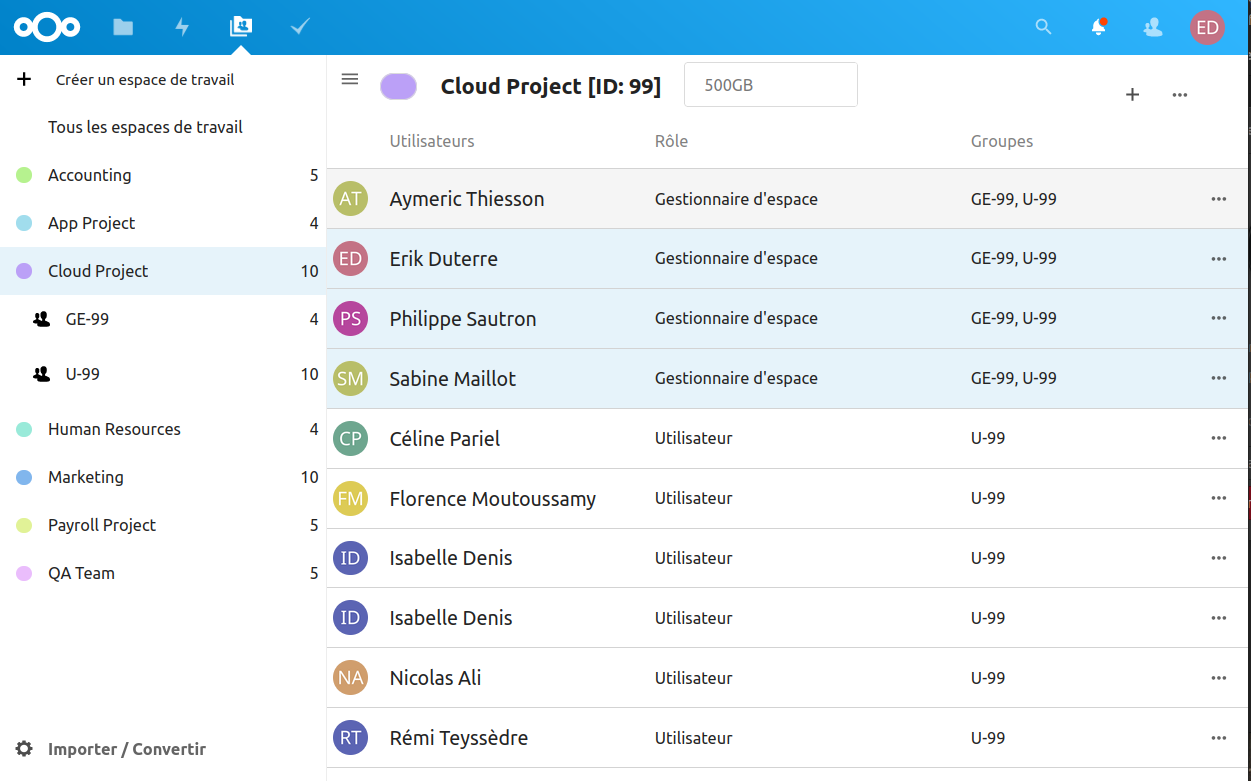 ED
Créer un espace de travail
Tous les espaces de travail
Accounting 5
App Project 4
Cloud Project 10
GE-99 4
U-99 10
Human Resources 4
Marketing 10
Payroll Project 5
QA Team 5
Importer / Convertir
Cloud Project [ID: 99] 500GB
Utilisateurs Rôle Groupes
AT Aymeric Thiesson Gestionnaire d'espace GE-99, U-99
ED Erik Duterre Gestionnaire d'espace GE-99, U-99
PS Philippe Sautron Gestionnaire d'espace GE-99, U-99
SM Sabine Maillot Gestionnaire d'espace GE-99, U-99
CP Céline Pariel Utilisateur U-99
FM Florence Moutoussamy Utilisateur U-99
ID Isabelle Denis Utilisateur U-99
ID Isabelle Denis Utilisateur U-99
NA Nicolas Ali Utilisateur U-99
RT Rémi Teyssèdre Utilisateur U-99